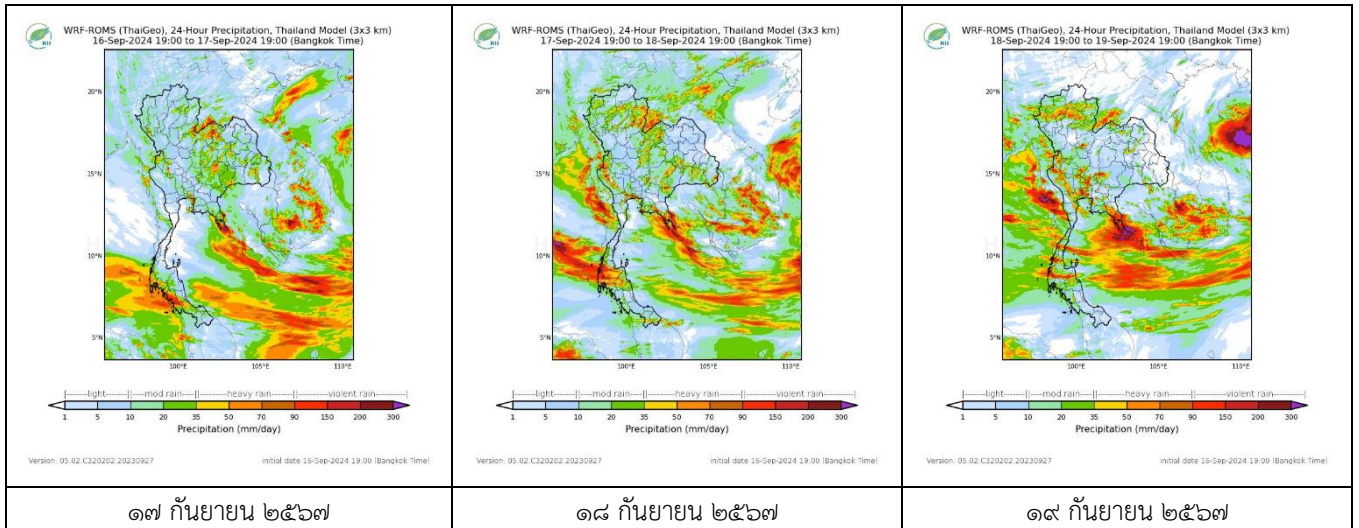 HII
WRF-ROMS (ThaiGeo), 24-Hour Precipitation, Thailand Model (3x3 km)
16-Sep-2024 19:00 to 17-Sep-2024 19:00 (Bangkok Time)
20°N
15°N
10°N
5°N
100°E 105°E 110°E
light mod rain heavy rain violent rain
1 5 10 20 35 50 70 90 150 200 300
Precipitation (mm/day)
Version: 05.02.C320202.20230927 initial date 16-Sep-2024 19:00 (Bangkok Time)
๑๗ กันยายน ๒๕๖๗
HII
WRF-ROMS (ThaiGeo), 24-Hour Precipitation, Thailand Model (3x3 km)
17-Sep-2024 19:00 to 18-Sep-2024 19:00 (Bangkok Time)
20°N
15°N
10°N
5°N
100°E 105°E 110°E
light mod rain heavy rain violent rain
1 5 10 20 35 50 70 90 150 200 300
Precipitation (mm/day)
Version: 05.02.C320202.20230927 initial date 16-Sep-2024 19:00 (Bangkok Time)
๑๘ กันยายน ๒๕๖๗
HII
WRF-ROMS (ThaiGeo), 24-Hour Precipitation, Thailand Model (3x3 km)
18-Sep-2024 19:00 to 19-Sep-2024 19:00 (Bangkok Time)
20°N
15°N
10°N
5°N
100°E 105°E 110°E
light mod rain heavy rain violent rain
1 5 10 20 35 50 70 90 150 200 300
Precipitation (mm/day)
Version: 05.02.C320202.20230927 initial date 16-Sep-2024 19:00 (Bangkok Time)
๑๙ กันยายน ๒๕๖๗